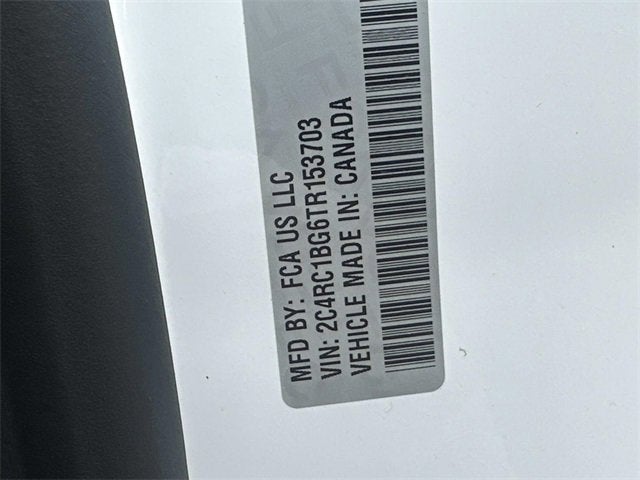 MFD BY: FCA US LLC
VIN: 2C4RC1BG6TR153703
VEHICLE MADE IN: CANADA